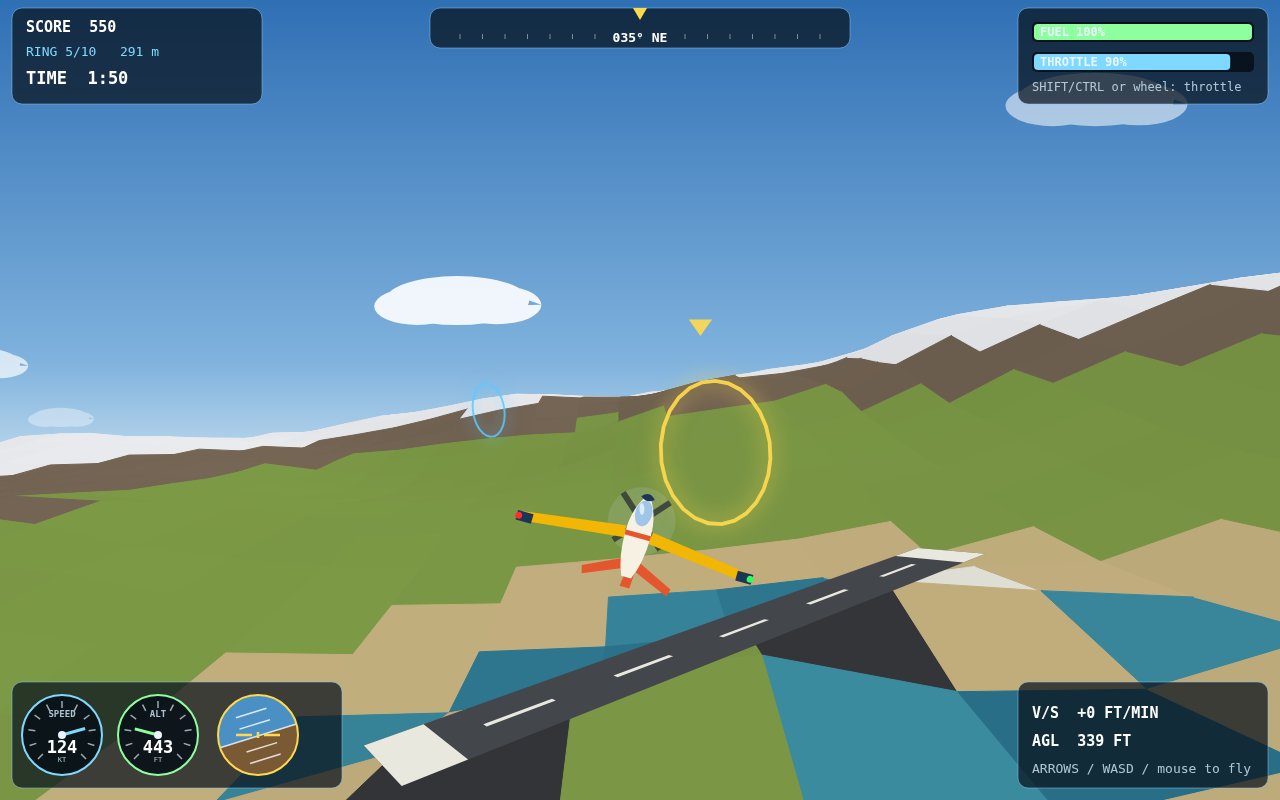 SCORE 550
RING 5/10 291 m
TIME 1:50
035° NE
FUEL 100%
THROTTLE 90%
SHIFT/CTRL or wheel: throttle
SPEED
124
KT
ALT
443
FT
V/S +0 FT/MIN
AGL 339 FT
ARROWS / WASD / mouse to fly